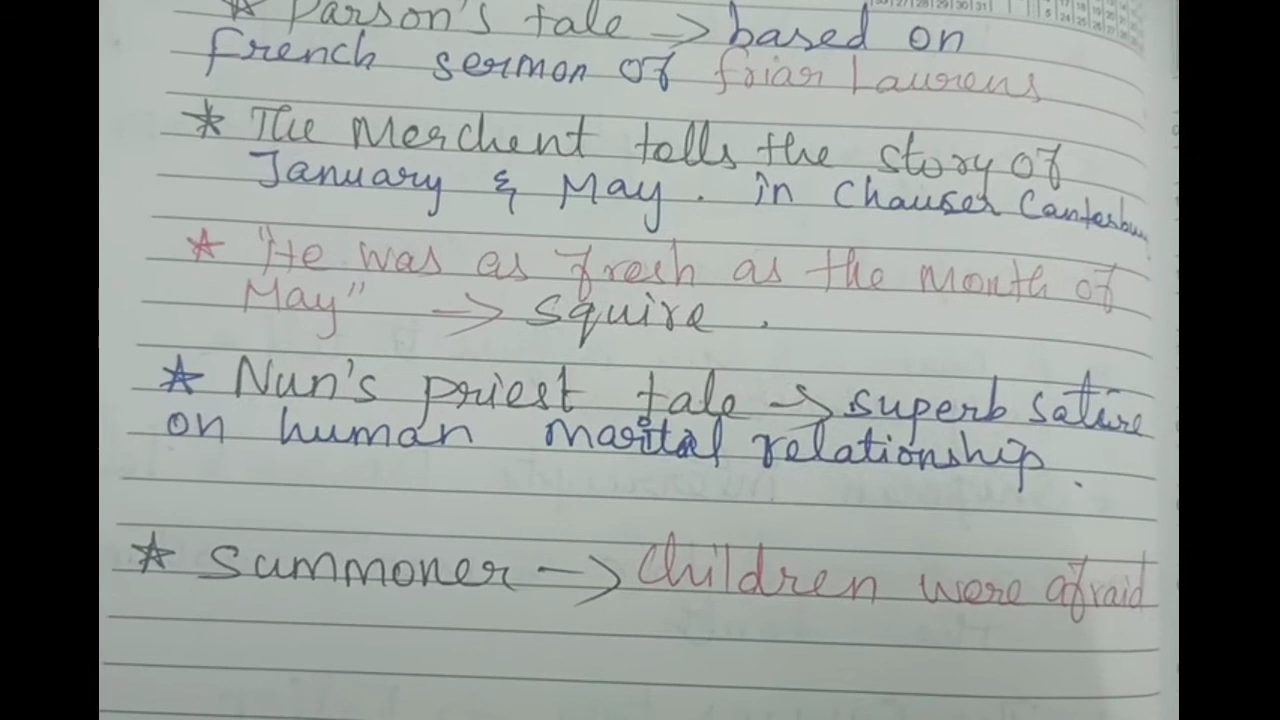 * Parson's tale -> based on
french sermon of friar Laurens
* The Merchent tells the story of
January & May. in Chauser Canterbu
* "He was as fresh as the month of
May" -> Squire.
* Nun's priest tale -> superb satire
on human marital relationship.
* Summoner -> Children were afraid